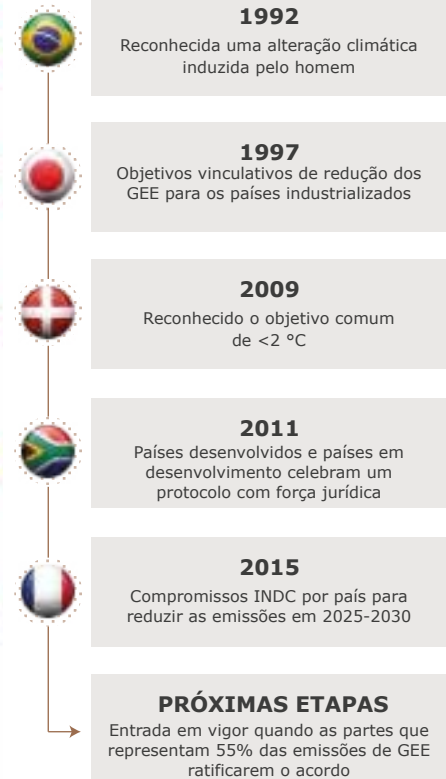 1992
Reconhecida uma alteração climática
induzida pelo homem
1997
Objetivos vinculativos de redução dos
GEE para os países industrializados
2009
Reconhecido o objetivo comum
de <2 °C
2011
Países desenvolvidos e países em
desenvolvimento celebram um
protocolo com força jurídica
2015
Compromissos INDC por país para
reduzir as emissões em 2025-2030
PRÓXIMAS ETAPAS
Entrada em vigor quando as partes que
representam 55% das emissões de GEE
ratificarem o acordo